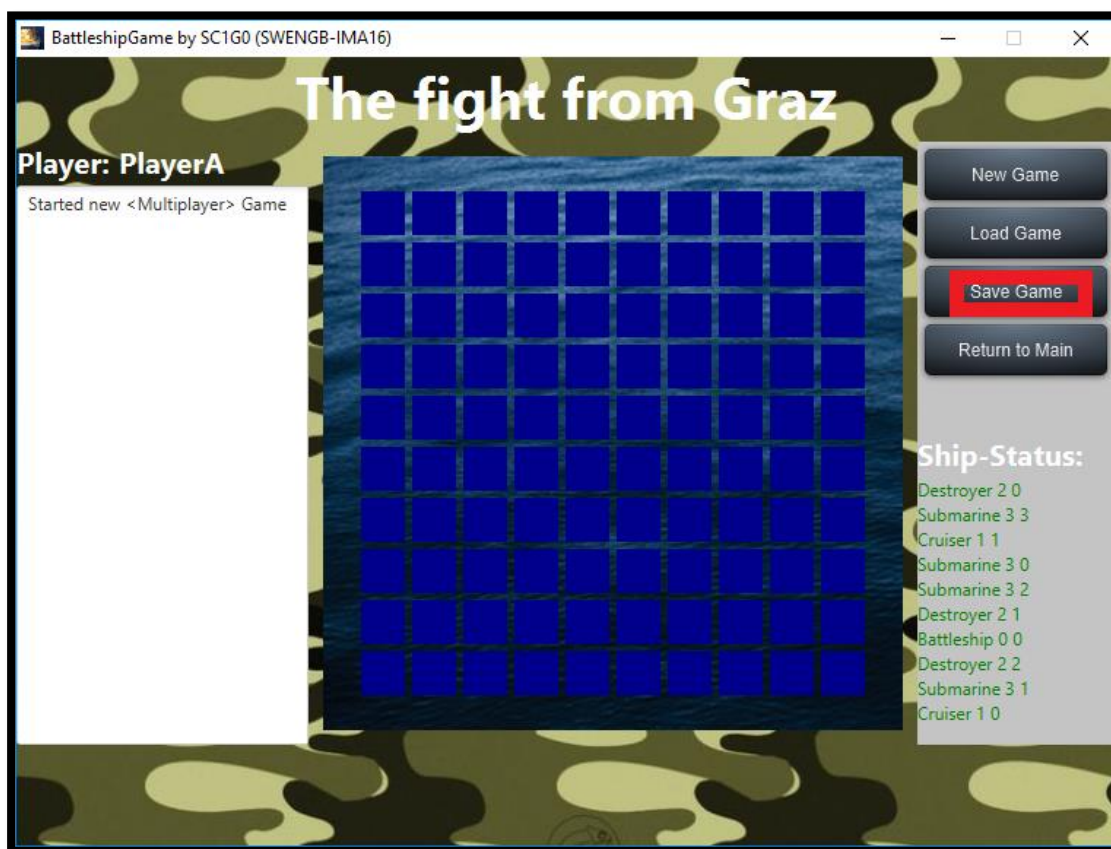 BattleshipGame by SC1G0 (SWENGB-IMA16)
The fight from Graz
Player: PlayerA
Started new <Multiplayer> Game
New Game
Load Game
Save Game
Return to Main
Ship-Status:
Destroyer 2 0
Submarine 3 3
Cruiser 1 1
Submarine 3 0
Submarine 3 2
Destroyer 2 1
Battleship 0 0
Destroyer 2 2
Submarine 3 1
Cruiser 1 0